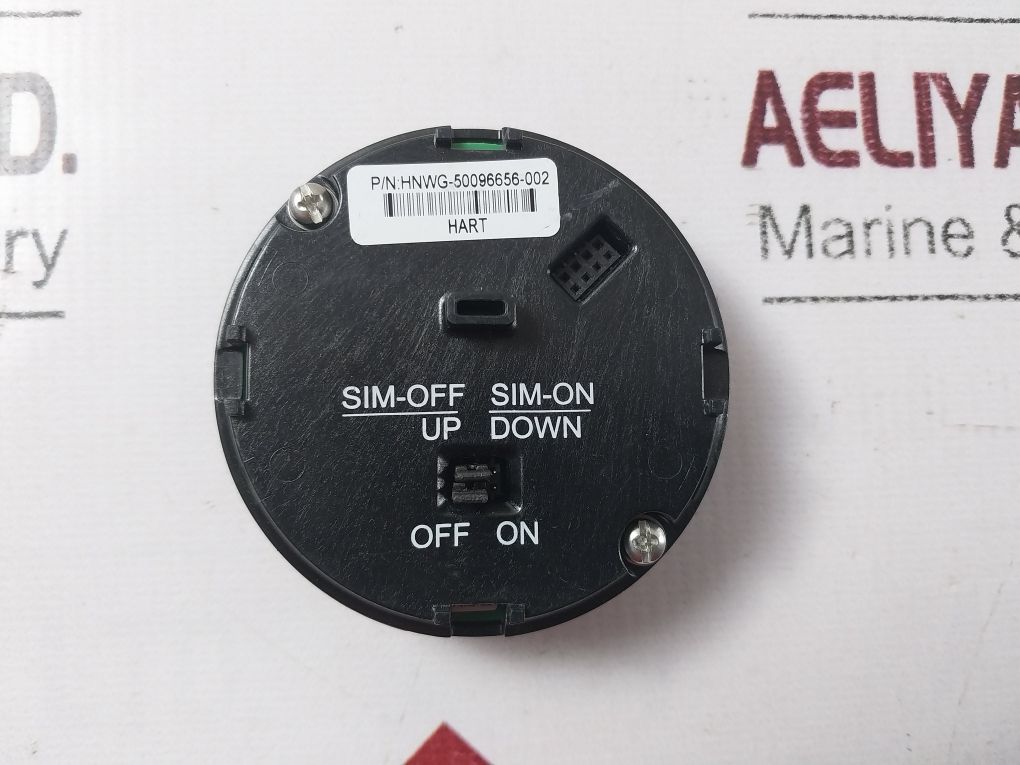 D.
ry
AELIYA
Marine &
P/N:HNWG-50096656-002
HART
SIM-OFF SIM-ON
UP DOWN
OFF ON